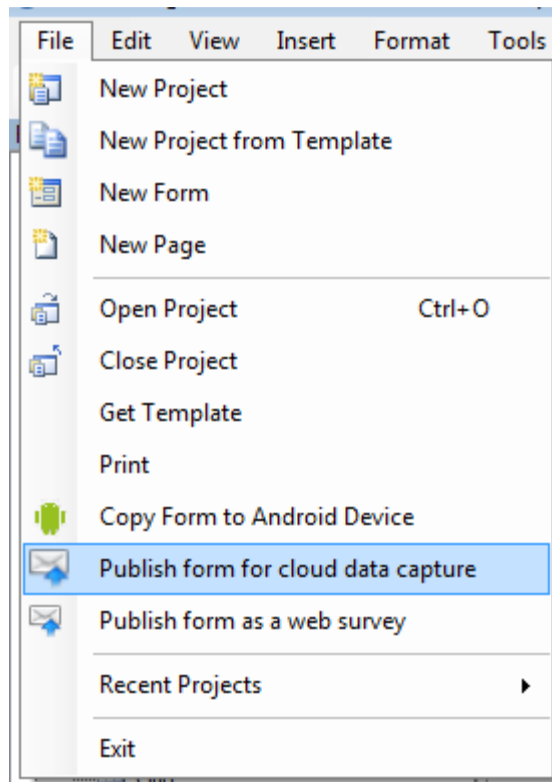 File Edit View Insert Format Tools
New Project
New Project from Template
New Form
New Page
Open Project Ctrl+O
Close Project
Get Template
Print
Copy Form to Android Device
Publish form for cloud data capture
Publish form as a web survey
Recent Projects
Exit